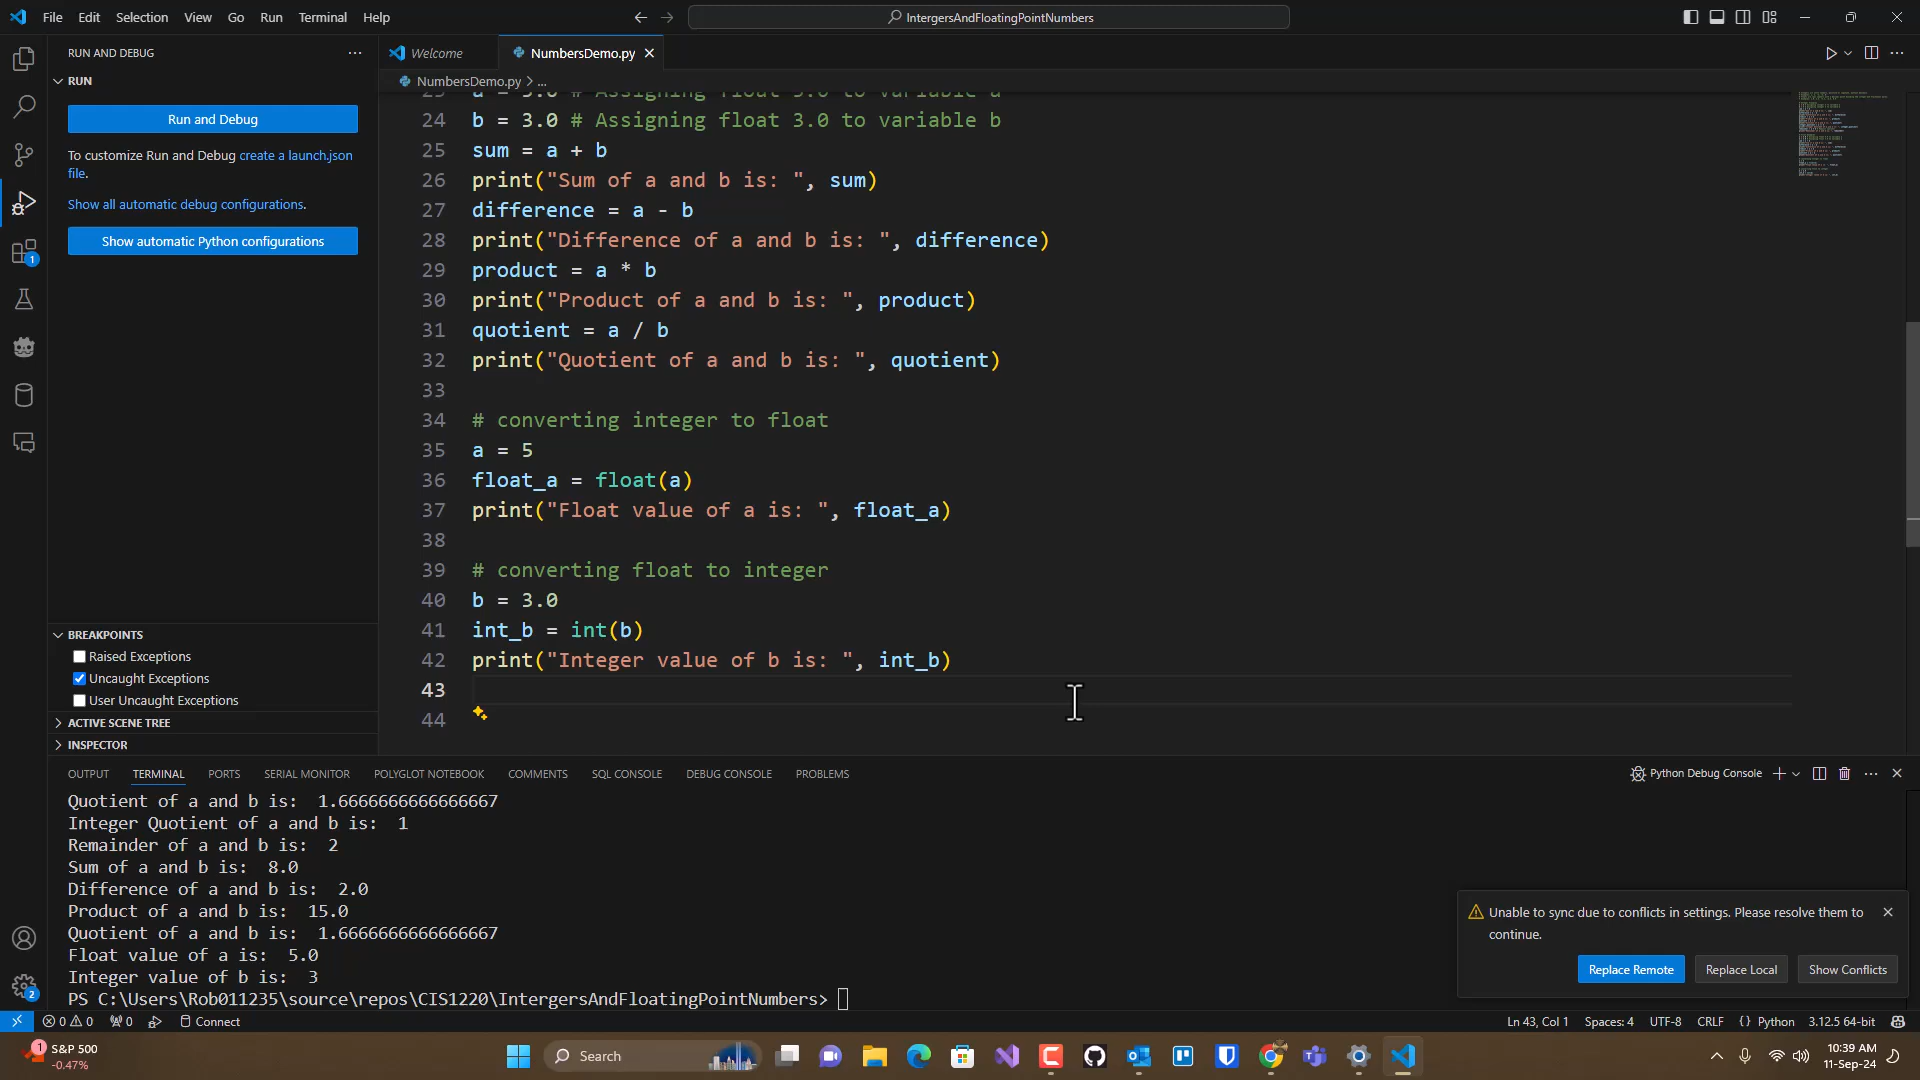 File Edit Selection View Go Run Terminal Help
IntergersAndFloatingPointNumbers
RUN AND DEBUG
RUN
Run and Debug
To customize Run and Debug create a launch.json
file.
Show all automatic debug configurations.
Show automatic Python configurations
BREAKPOINTS
Raised Exceptions
Uncaught Exceptions
User Uncaught Exceptions
ACTIVE SCENE TREE
INSPECTOR
Welcome
NumbersDemo.py
NumbersDemo.py > ...
24 b = 3.0 # Assigning float 3.0 to variable b
25 sum = a + b
26 print("Sum of a and b is: ", sum)
27 difference = a - b
28 print("Difference of a and b is: ", difference)
29 product = a * b
30 print("Product of a and b is: ", product)
31 quotient = a / b
32 print("Quotient of a and b is: ", quotient)
33
34 # converting integer to float
35 a = 5
36 float_a = float(a)
37 print("Float value of a is: ", float_a)
38
39 # converting float to integer
40 b = 3.0
41 int_b = int(b)
42 print("Integer value of b is: ", int_b)
43
44
OUTPUT TERMINAL PORTS SERIAL MONITOR POLYGLOT NOTEBOOK COMMENTS SQL CONSOLE DEBUG CONSOLE PROBLEMS
Python Debug Console
Quotient of a and b is:  1.6666666666666667
Integer Quotient of a and b is:  1
Remainder of a and b is:  2
Sum of a and b is:  8.0
Difference of a and b is:  2.0
Product of a and b is:  15.0
Quotient of a and b is:  1.6666666666666667
Float value of a is:  5.0
Integer value of b is:  3
PS C:\Users\Rob011235\source\repos\CIS1220\IntergersAndFloatingPointNumbers>
Unable to sync due to conflicts in settings. Please resolve them to
continue.
Replace Remote
Replace Local
Show Conflicts
1
2
0 0 0 Connect
Ln 43, Col 1 Spaces: 4 UTF-8 CRLF {} Python 3.12.5 64-bit
1
S&P 500
-0.47%
Search
10:39 AM
11-Sep-24